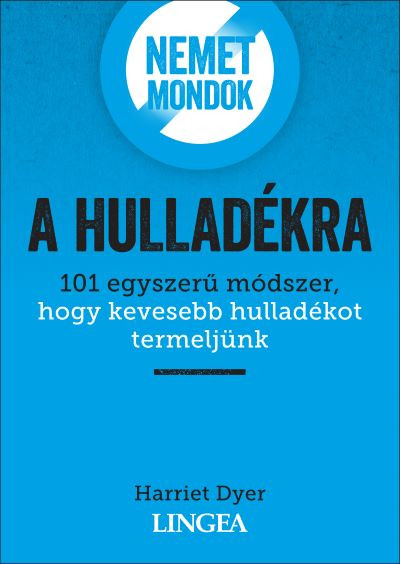 NEMET
MONDOK
A HULLADÉKRA
101 egyszerű módszer,
hogy kevesebb hulladékot
termeljünk
Harriet Dyer
LINGEA